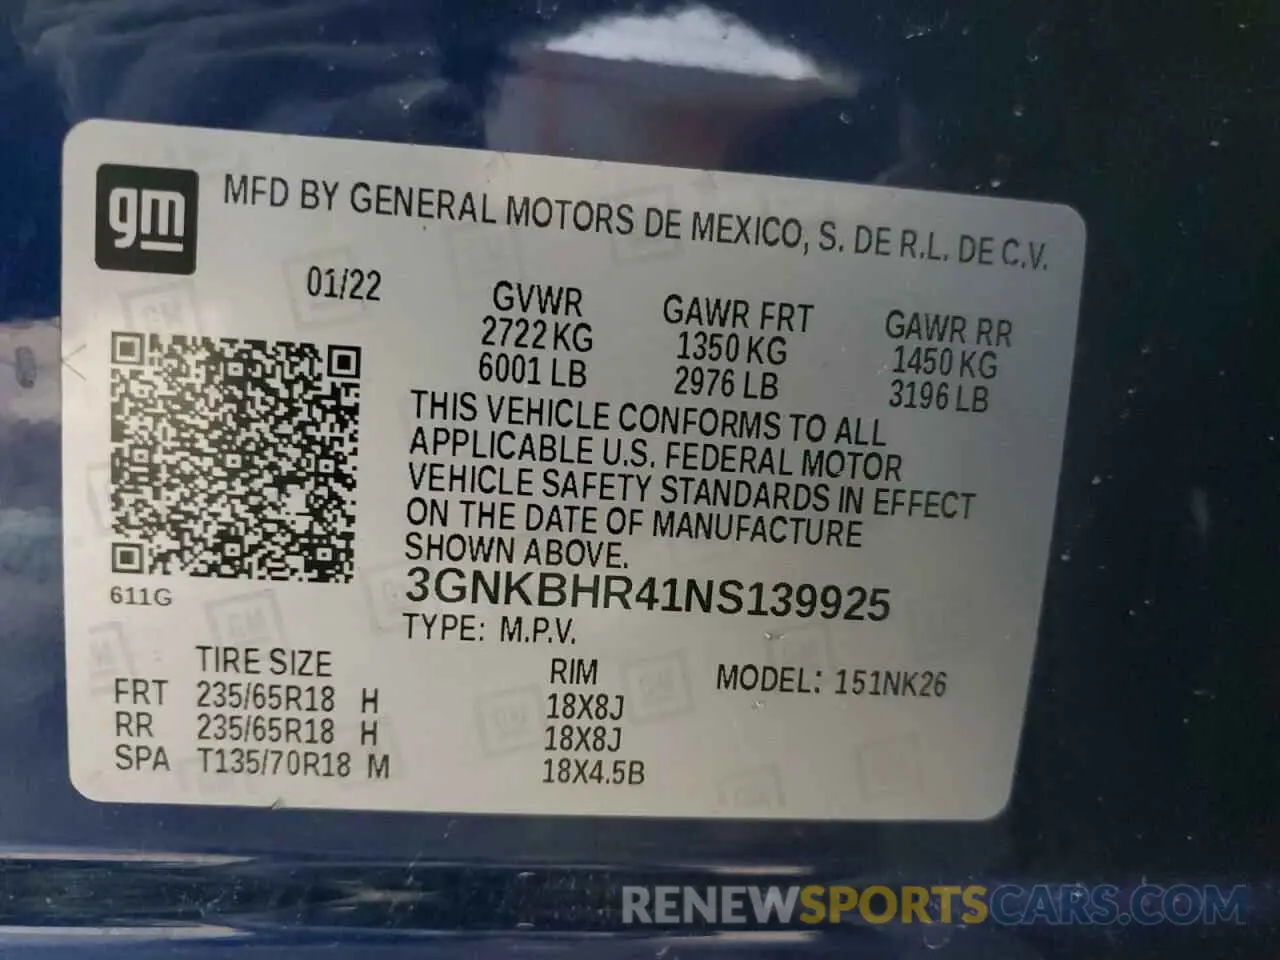 gm
MFD BY GENERAL MOTORS DE MEXICO, S. DE R.L. DE C.V.
01/22
GVWR
2722 KG
6001 LB
GAWR FRT
1350 KG
2976 LB
GAWR RR
1450 KG
3196 LB
THIS VEHICLE CONFORMS TO ALL
APPLICABLE U.S. FEDERAL MOTOR
VEHICLE SAFETY STANDARDS IN EFFECT
ON THE DATE OF MANUFACTURE
SHOWN ABOVE.
611G
3GNKBHR41NS139925
TYPE: M.P.V.
TIRE SIZE RIM MODEL: 151NK26
FRT 235/65R18 H 18X8J
RR 235/65R18 H 18X8J
SPA T135/70R18 M 18X4.5B
RENEWSPORTSCARS.COM